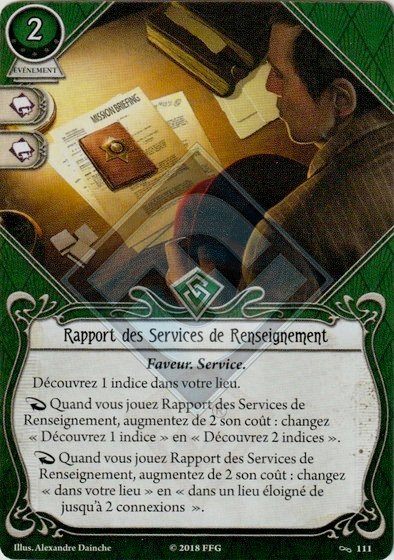 2
ÉVÉNEMENT
MISSION BRIEFING
Rapport des Services de Renseignement
Faveur. Service.
Découvrez 1 indice dans votre lieu.
Quand vous jouez Rapport des Services de
Renseignement, augmentez de 2 son coût : changez
« Découvrez 1 indice » en « Découvrez 2 indices ».
Quand vous jouez Rapport des Services de
Renseignement, augmentez de 2 son coût : changez
« dans votre lieu » en « dans un lieu éloigné de
jusqu'à 2 connexions ».
Illus. Alexandre Dainche
© 2018 FFG
111